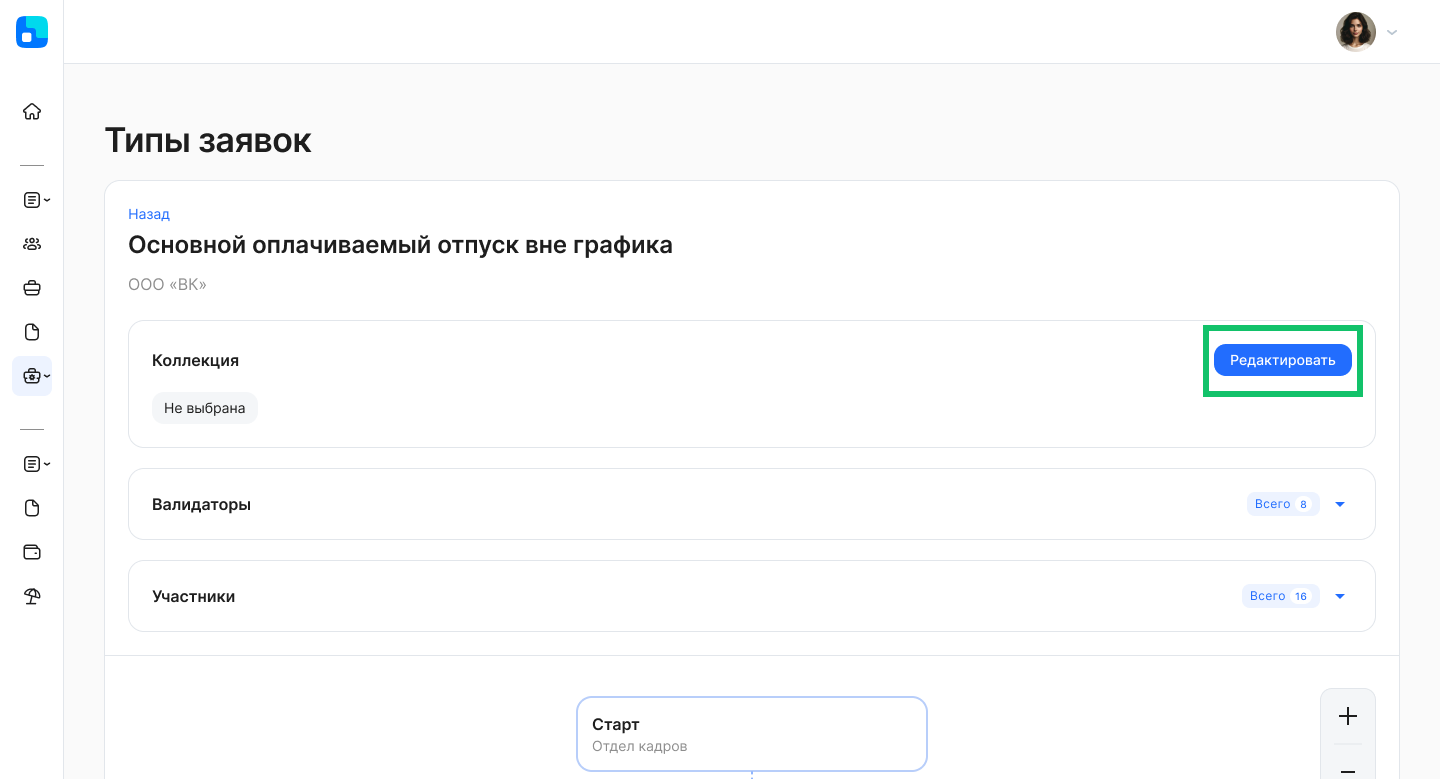 Типы заявок
Назад
Основной оплачиваемый отпуск вне графика
ООО «ВК»
Коллекция
Редактировать
Не выбрана
Валидаторы
Всего 8
Участники
Всего 16
Старт
Отдел кадров